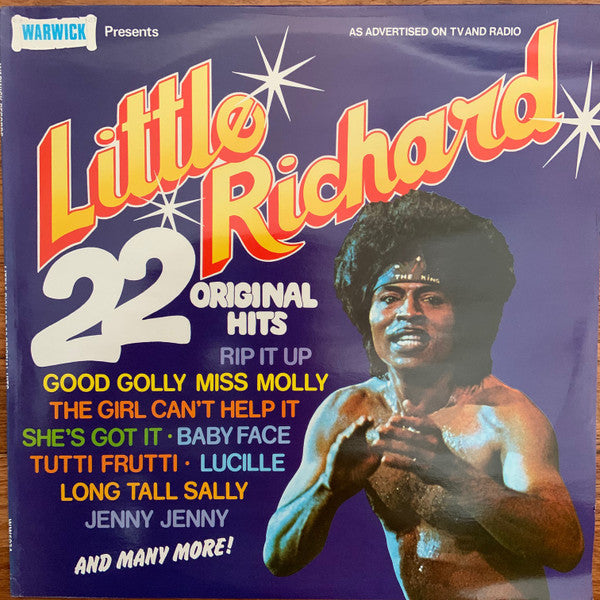 WARWICK Presents
AS ADVERTISED ON TV AND RADIO
Little
Richard
22
ORIGINAL
HITS
RIP IT UP
GOOD GOLLY MISS MOLLY
THE GIRL CAN'T HELP IT
SHE'S GOT IT · BABY FACE
TUTTI FRUTTI · LUCILLE
LONG TALL SALLY
JENNY JENNY
AND MANY MORE!
THE KING